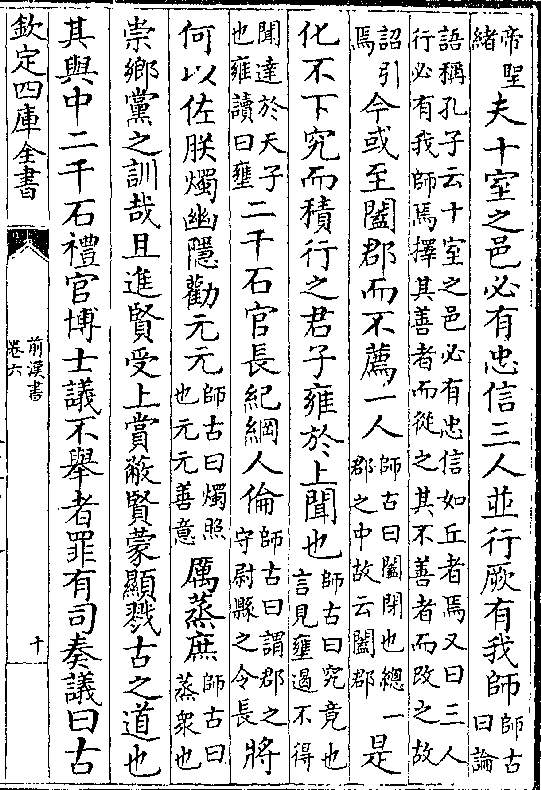 帝聖緒夫十室之邑必有忠信三人並行厥有我師師古曰論
語稱孔子云十室之邑必有忠信如丘者焉又曰三人行必有我師焉擇其善者而從之其不善者而改之故
詔引焉今或至闔郡而不薦一人師古曰闔閉也總一郡之中故云闔郡是
化不下究而積行之君子雍於上聞也師古曰究竟也言見壅遏不得
聞達於天子也雍讀曰壅二千石官長紀綱人倫師古曰謂郡之守尉縣之令長將
何以佐朕燭幽隱勸元元師古曰燭照也元元善意厲蒸庶師古曰蒸衆也
崇鄉黨之訓哉且進賢受上賞蔽賢蒙顯戮古之道也
其與中二千石禮官博士議不舉者罪有司奏議曰古
欽定四庫全書
前漢書
卷六
十